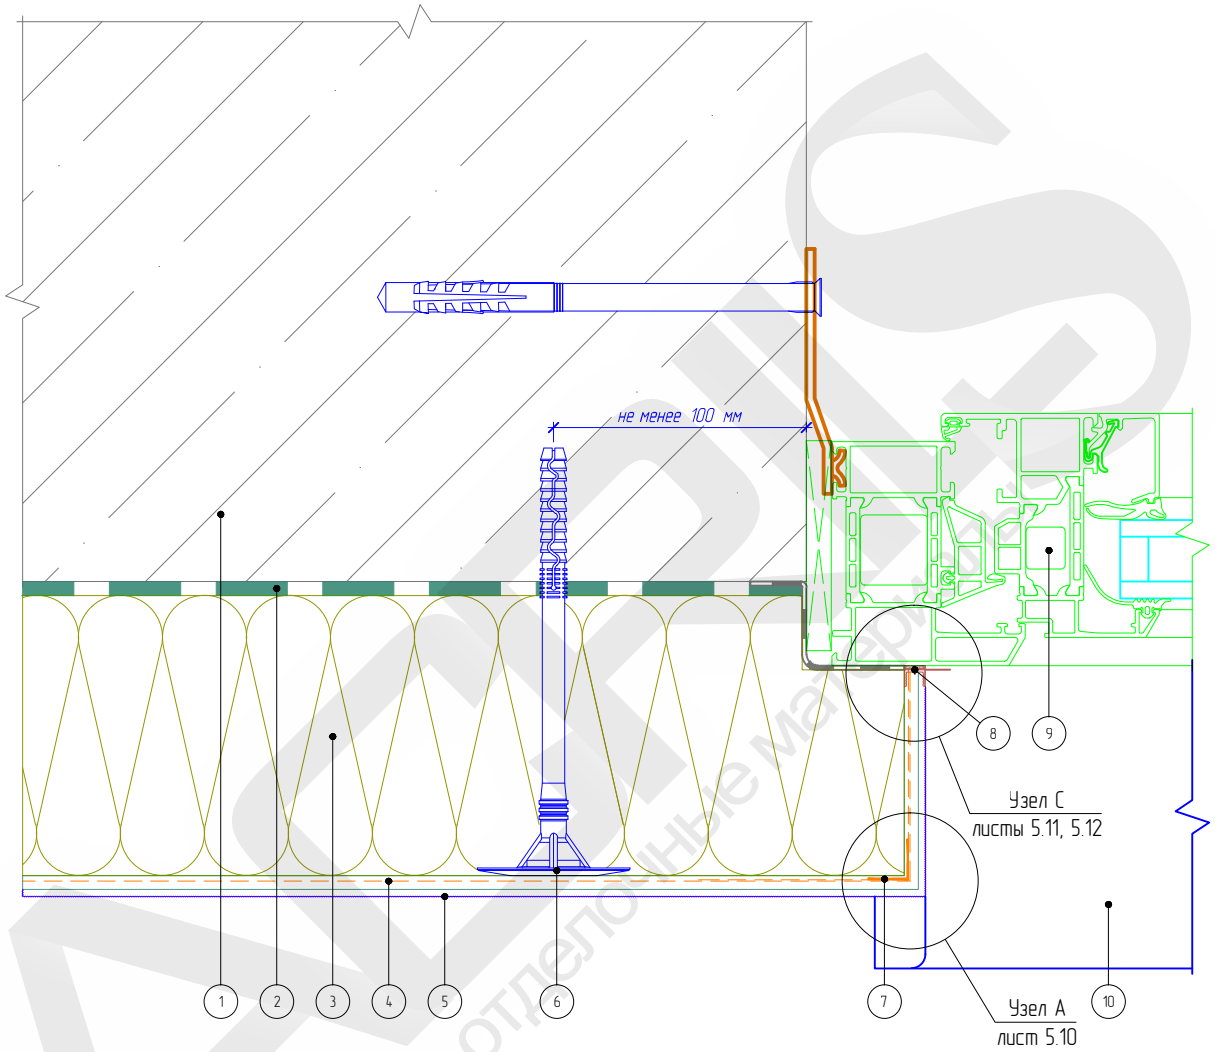 не менее 100 мм
8
9
Узел С
листы 5.11, 5.12
1
2
3
4
5
6
7
10
Узел А
лист 5.10
отделочные материалы